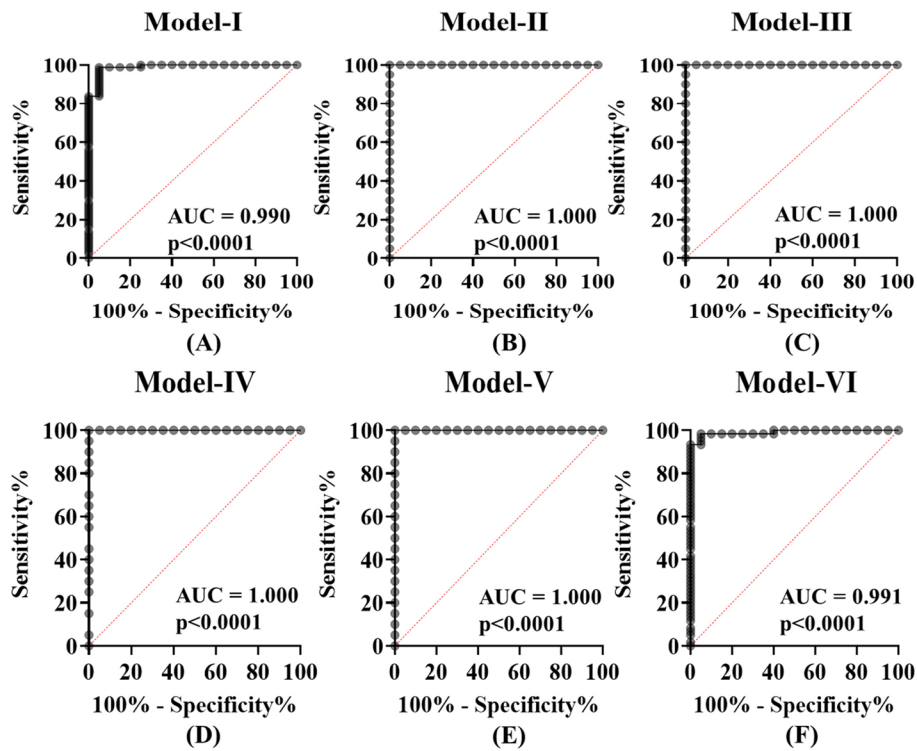 Model-I
Model-II
Model-III
100
80
60
40
20
0
Sensitivity%
AUC = 0.990
p<0.0001
0 20 40 60 80 100
100% - Specificity%
(A)
100
80
60
40
20
0
Sensitivity%
AUC = 1.000
p<0.0001
0 20 40 60 80 100
100% - Specificity%
(B)
100
80
60
40
20
0
Sensitivity%
AUC = 1.000
p<0.0001
0 20 40 60 80 100
100% - Specificity%
(C)
Model-IV
Model-V
Model-VI
100
80
60
40
20
0
Sensitivity%
AUC = 1.000
p<0.0001
0 20 40 60 80 100
100% - Specificity%
(D)
100
80
60
40
20
0
Sensitivity%
AUC = 1.000
p<0.0001
0 20 40 60 80 100
100% - Specificity%
(E)
100
80
60
40
20
0
Sensitivity%
AUC = 0.991
p<0.0001
0 20 40 60 80 100
100% - Specificity%
(F)